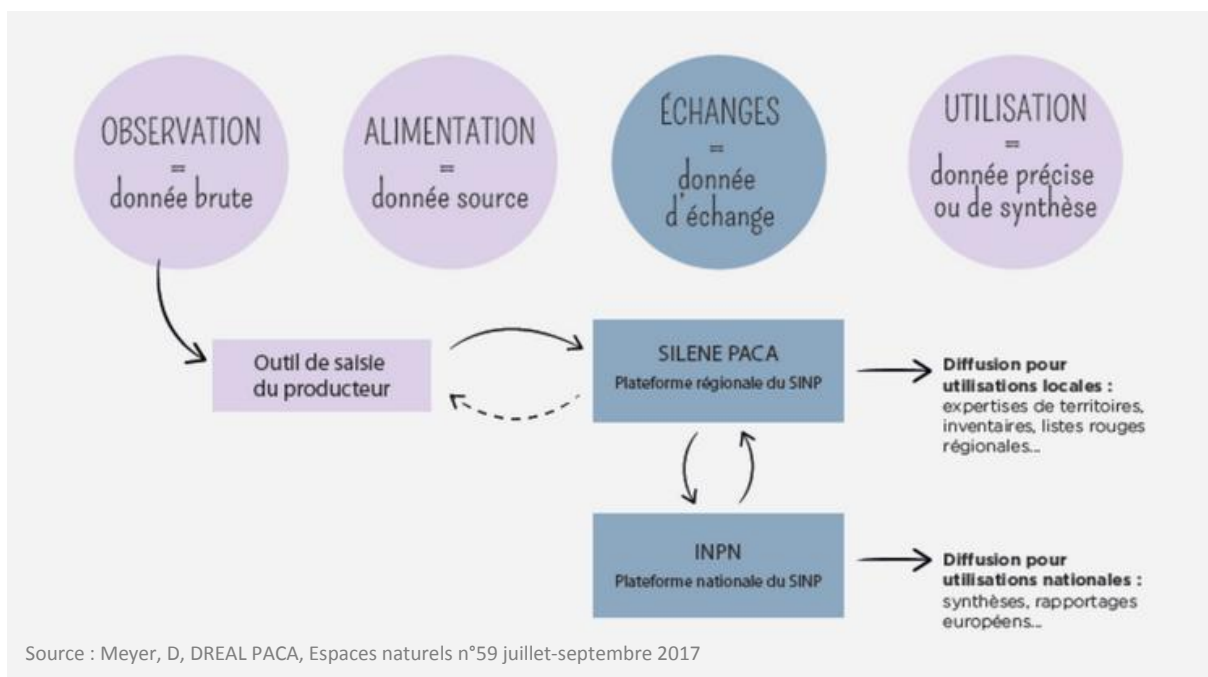 OBSERVATION
=
donnée brute
ALIMENTATION
=
donnée source
ÉCHANGES
=
donnée
d'échange
UTILISATION
=
donnée précise
ou de synthèse
Outil de saisie
du producteur
SILENE PACA
Plateforme régionale du SINP
Diffusion pour
utilisations locales :
expertises de territoires,
inventaires, listes rouges
régionales...
INPN
Plateforme nationale du SINP
Diffusion pour
utilisations nationales :
synthèses, rapportages
européens...
Source : Meyer, D, DREAL PACA, Espaces naturels n°59 juillet-septembre 2017